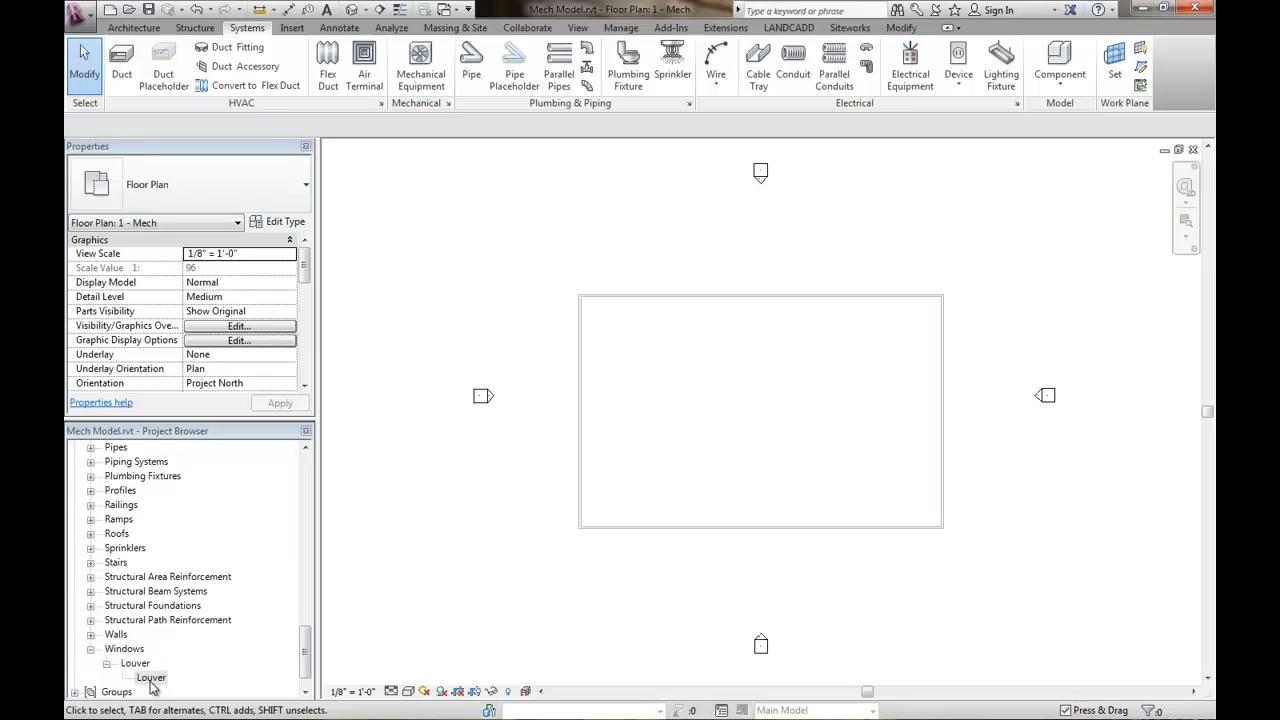 Mech Model.rvt - Floor Plan: 1 - Mech
Type a keyword or phrase
Sign In
Architecture Structure Systems Insert Annotate Analyze Massing & Site Collaborate View Manage Add-Ins Extensions LANDCADD Siteworks Modify
Modify
Duct
Duct Placeholder
Duct Fitting
Duct Accessory
Convert to Flex Duct
Flex Duct
Air Terminal
Mechanical Equipment
Pipe
Pipe Placeholder
Parallel Pipes
Plumbing Fixture
Sprinkler
Wire
Cable Tray
Conduit
Parallel Conduits
Electrical Equipment
Device
Lighting Fixture
Component
Set
Select HVAC Mechanical Plumbing & Piping Electrical Model Work Plane
Properties
Floor Plan
Floor Plan: 1 - Mech Edit Type
Graphics
View Scale 1/8" = 1'-0"
Scale Value 1: 96
Display Model Normal
Detail Level Medium
Parts Visibility Show Original
Visibility/Graphics Ove... Edit...
Graphic Display Options Edit...
Underlay None
Underlay Orientation Plan
Orientation Project North
Properties help Apply
Mech Model.rvt - Project Browser
Pipes
Piping Systems
Plumbing Fixtures
Profiles
Railings
Ramps
Roofs
Sprinklers
Stairs
Structural Area Reinforcement
Structural Beam Systems
Structural Foundations
Structural Path Reinforcement
Walls
Windows
Louver
Louver
Groups
1/8" = 1'-0"
Click to select, TAB for alternates, CTRL adds, SHIFT unselects. :0 Main Model Press & Drag :0